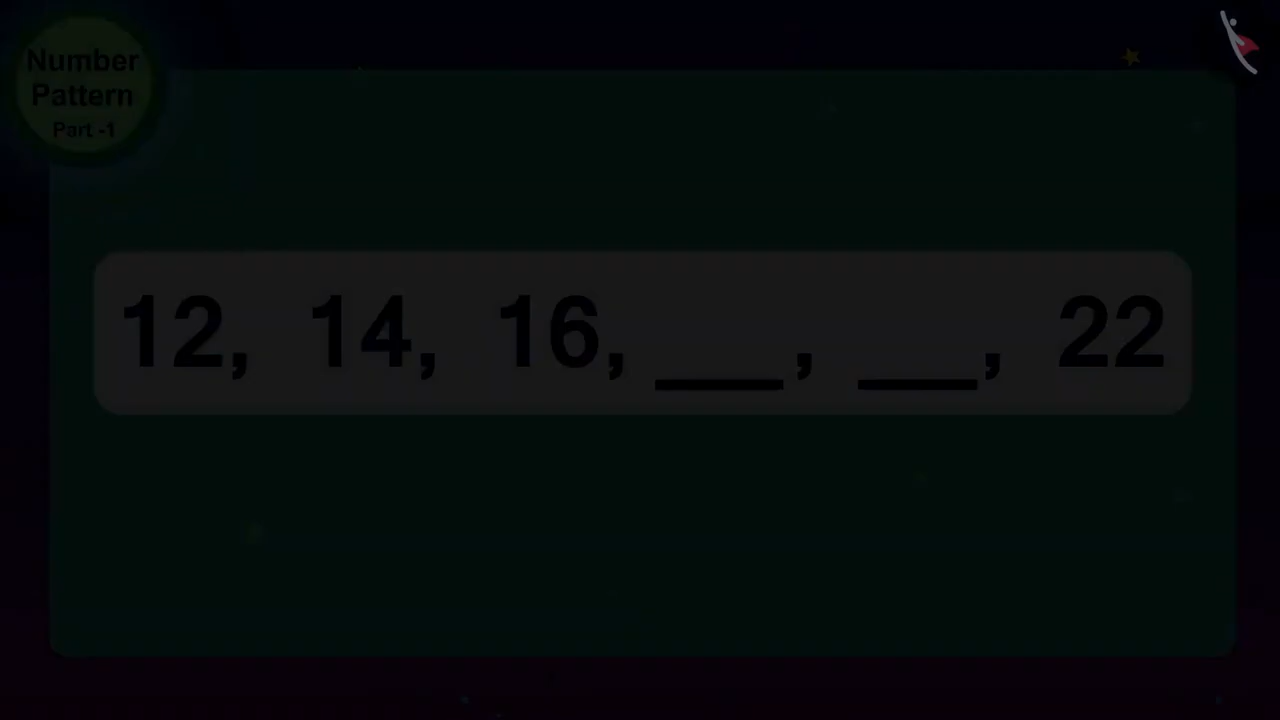 Number
Pattern
Part -1
12, 14, 16, ___, ___, 22